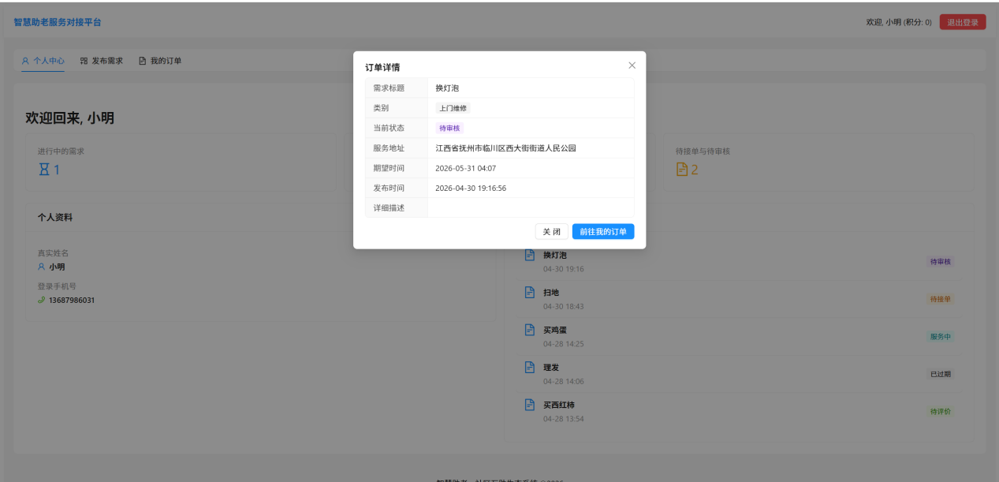 智慧助老服务对接平台
欢迎, 小明 (积分: 0) 退出登录
个人中心 发布需求 我的订单
欢迎回来, 小明
进行中的需求
1
待接单与待审核
2
订单详情
需求标题 换灯泡
类别 上门维修
当前状态 待审核
服务地址 江西省抚州市临川区西大街街道人民公园
期望时间 2026-05-31 04:07
发布时间 2026-04-30 19:16:56
详细描述
关 闭 前往我的订单
个人资料
真实姓名
小明
登录手机号
13687986031
换灯泡
04-30 19:16
待审核
扫地
04-30 18:43
待接单
买鸡蛋
04-28 14:25
服务中
理发
04-28 14:06
已过期
买西红柿
04-28 13:54
待评价